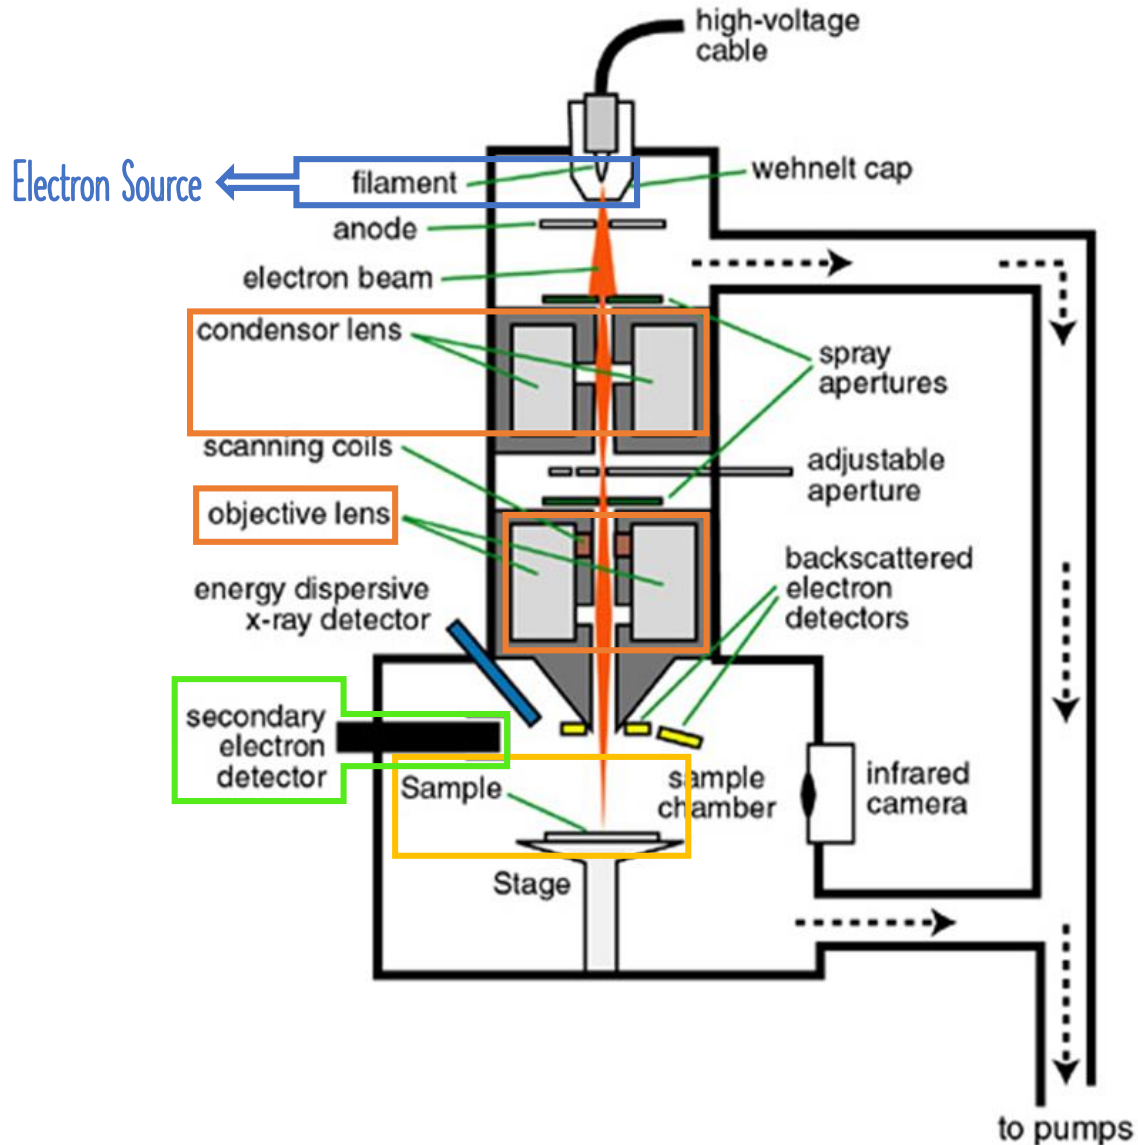 high-voltage
cable
Electron Source
filament
wehnelt cap
anode
electron beam
condensor lens
spray
apertures
scanning coils
adjustable
aperture
objective lens
backscattered
electron
detectors
energy dispersive
x-ray detector
secondary
electron
detector
Sample
sample
chamber
infrared
camera
Stage
to pumps